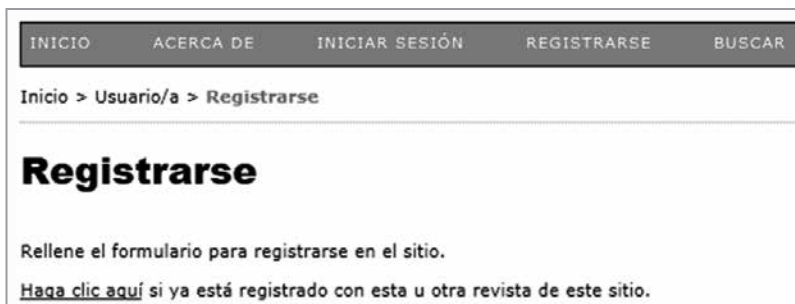 INICIO ACERCA DE INICIAR SESIÓN REGISTRARSE BUSCAR
Inicio > Usuario/a > Registrarse
Registrarse
Rellene el formulario para registrarse en el sitio.
Haga clic aquí si ya está registrado con esta u otra revista de este sitio.